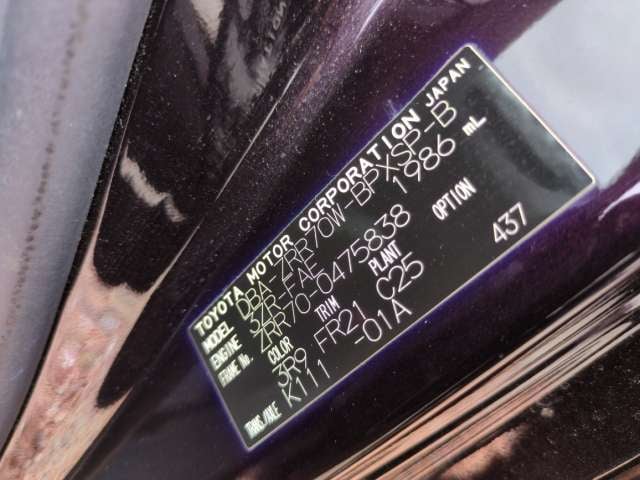 TOYOTA MOTOR CORPORATION JAPAN
MODEL DBA-ZRR70W-BPXSP-B
ENGINE 3ZR-FAE 1986 mL
FRAME No. ZRR70-0475838
COLOR TRIM PLANT OPTION
3R9 FR21 C25 437
TRANS/AXLE K111 -01A